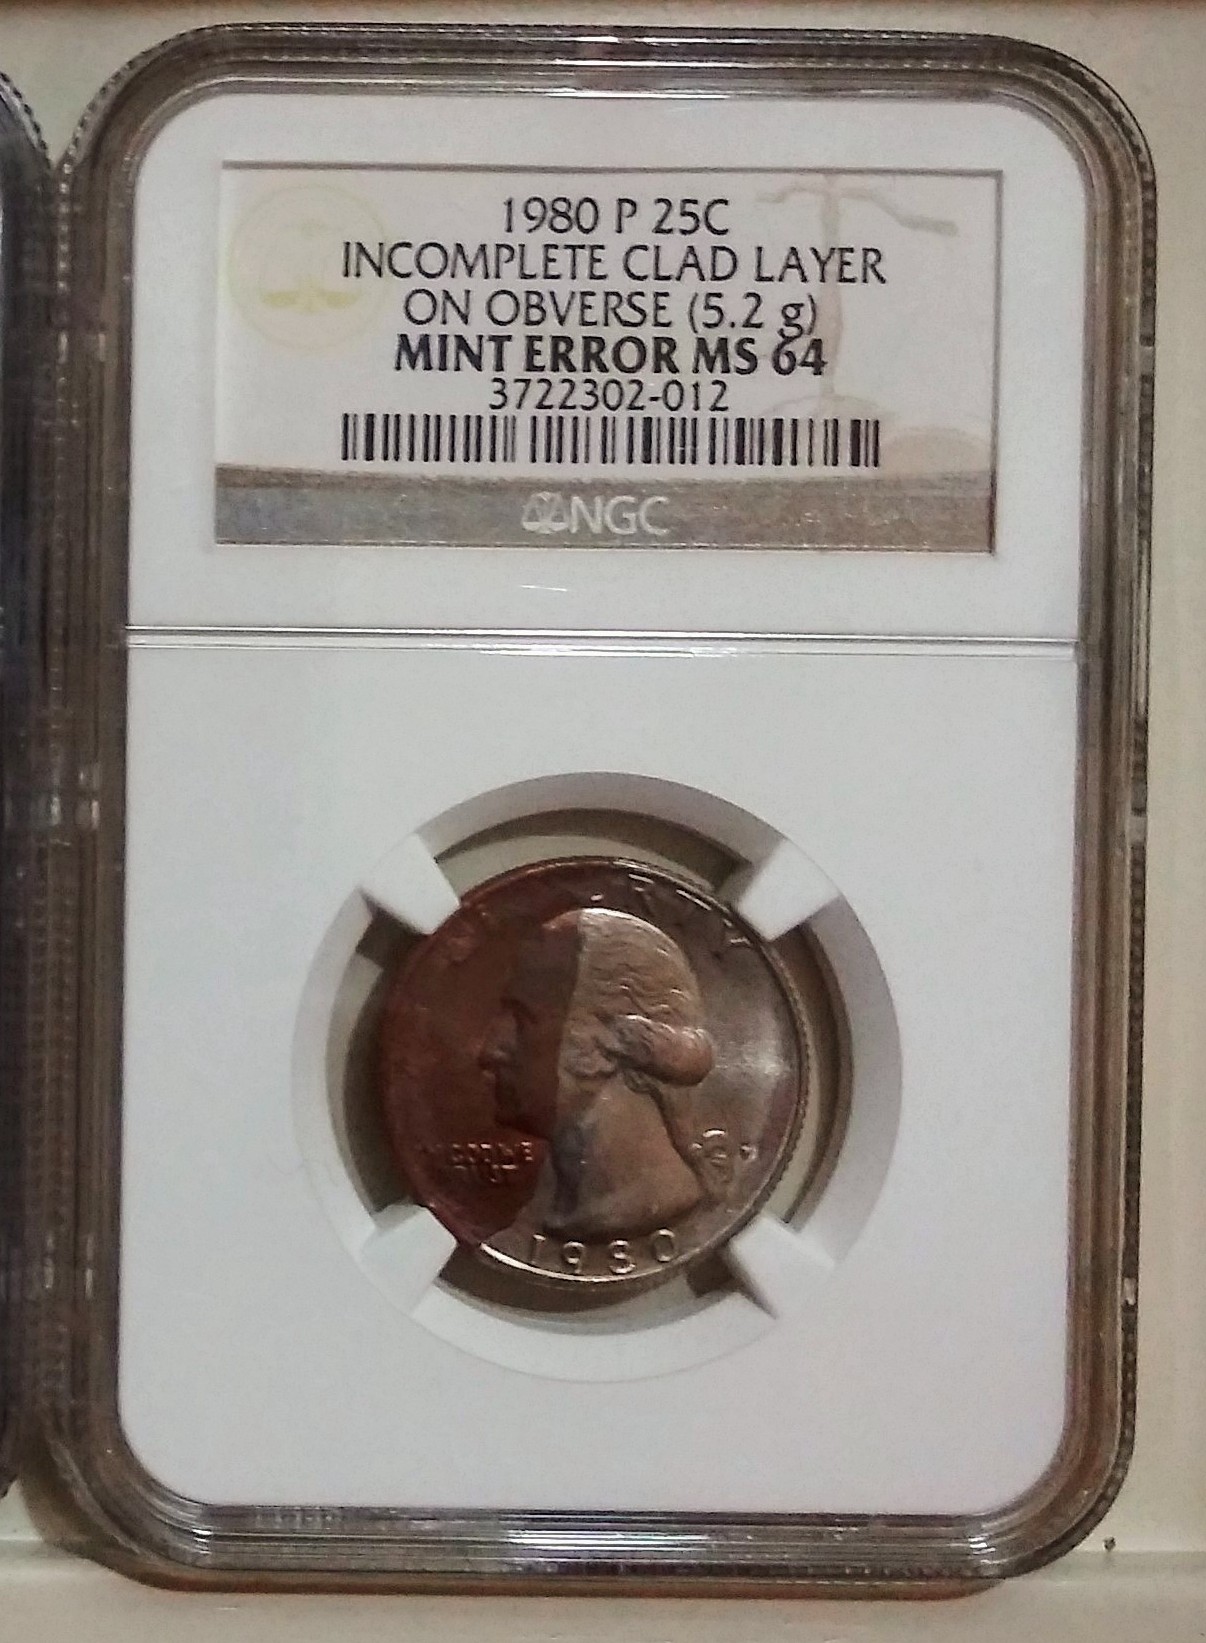 1980 P 25C
INCOMPLETE CLAD LAYER
ON OBVERSE (5.2 g)
MINT ERROR MS 64
3722302-012
NGC
1980